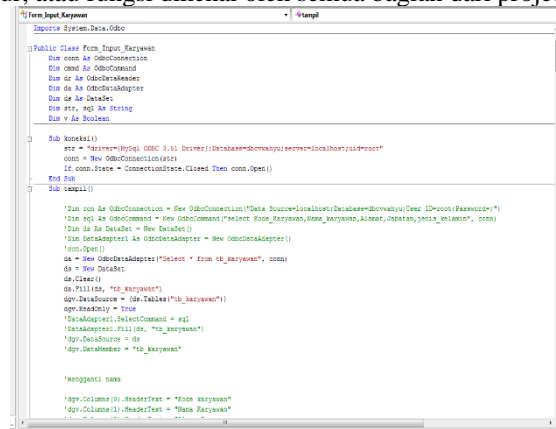 ar, atau fungsi dikenal oleh semua bagian dari proje
Form_Input_Karyawan
tampil
Imports System.Data.Odbc
Public Class Form_Input_Karyawan
Dim conn As OdbcConnection
Dim cmnd As OdbcCommand
Dim dr As OdbcDataReader
Dim da As OdbcDataAdapter
Dim ds As DataSet
Dim str, sql As String
Dim v As Boolean
Sub koneksi()
str = "driver={MySql ODBC 3.51 Driver};Database=dbcvwahyu;server=localhost;uid=root"
conn = New OdbcConnection(str)
If conn.State = ConnectionState.Closed Then conn.Open()
End Sub
Sub tampil()
'Dim con As OdbcConnection = New OdbcConnection("Data Source=localhost;Database=dbcvwahyu;User ID=root;Password=;")
'Dim sql As OdbcCommand = New OdbcCommand("select Kode_Karyawan,Nama_karyawan,Alamat,Jabatan,jenis_kelamin", conn)
'Dim ds As DataSet = New DataSet()
'Dim DataAdapter1 As OdbcDataAdapter = New OdbcDataAdapter()
'con.Open()
da = New OdbcDataAdapter("Select * from tb_karyawan", conn)
ds = New DataSet
ds.Clear()
da.Fill(ds, "tb_karyawan")
dgv.DataSource = (ds.Tables("tb_karyawan"))
dgv.ReadOnly = True
'DataAdapter1.SelectCommand = sql
'DataAdapter1.Fill(ds, "tb_karyawan")
'dgv.DataSource = ds
'dgv.DataMember = "tb_karyawan"
'mengganti nama
'dgv.Columns(0).HeaderText = "Kode karyawan"
'dgv.Columns(1).HeaderText = "Nama Karyawan"